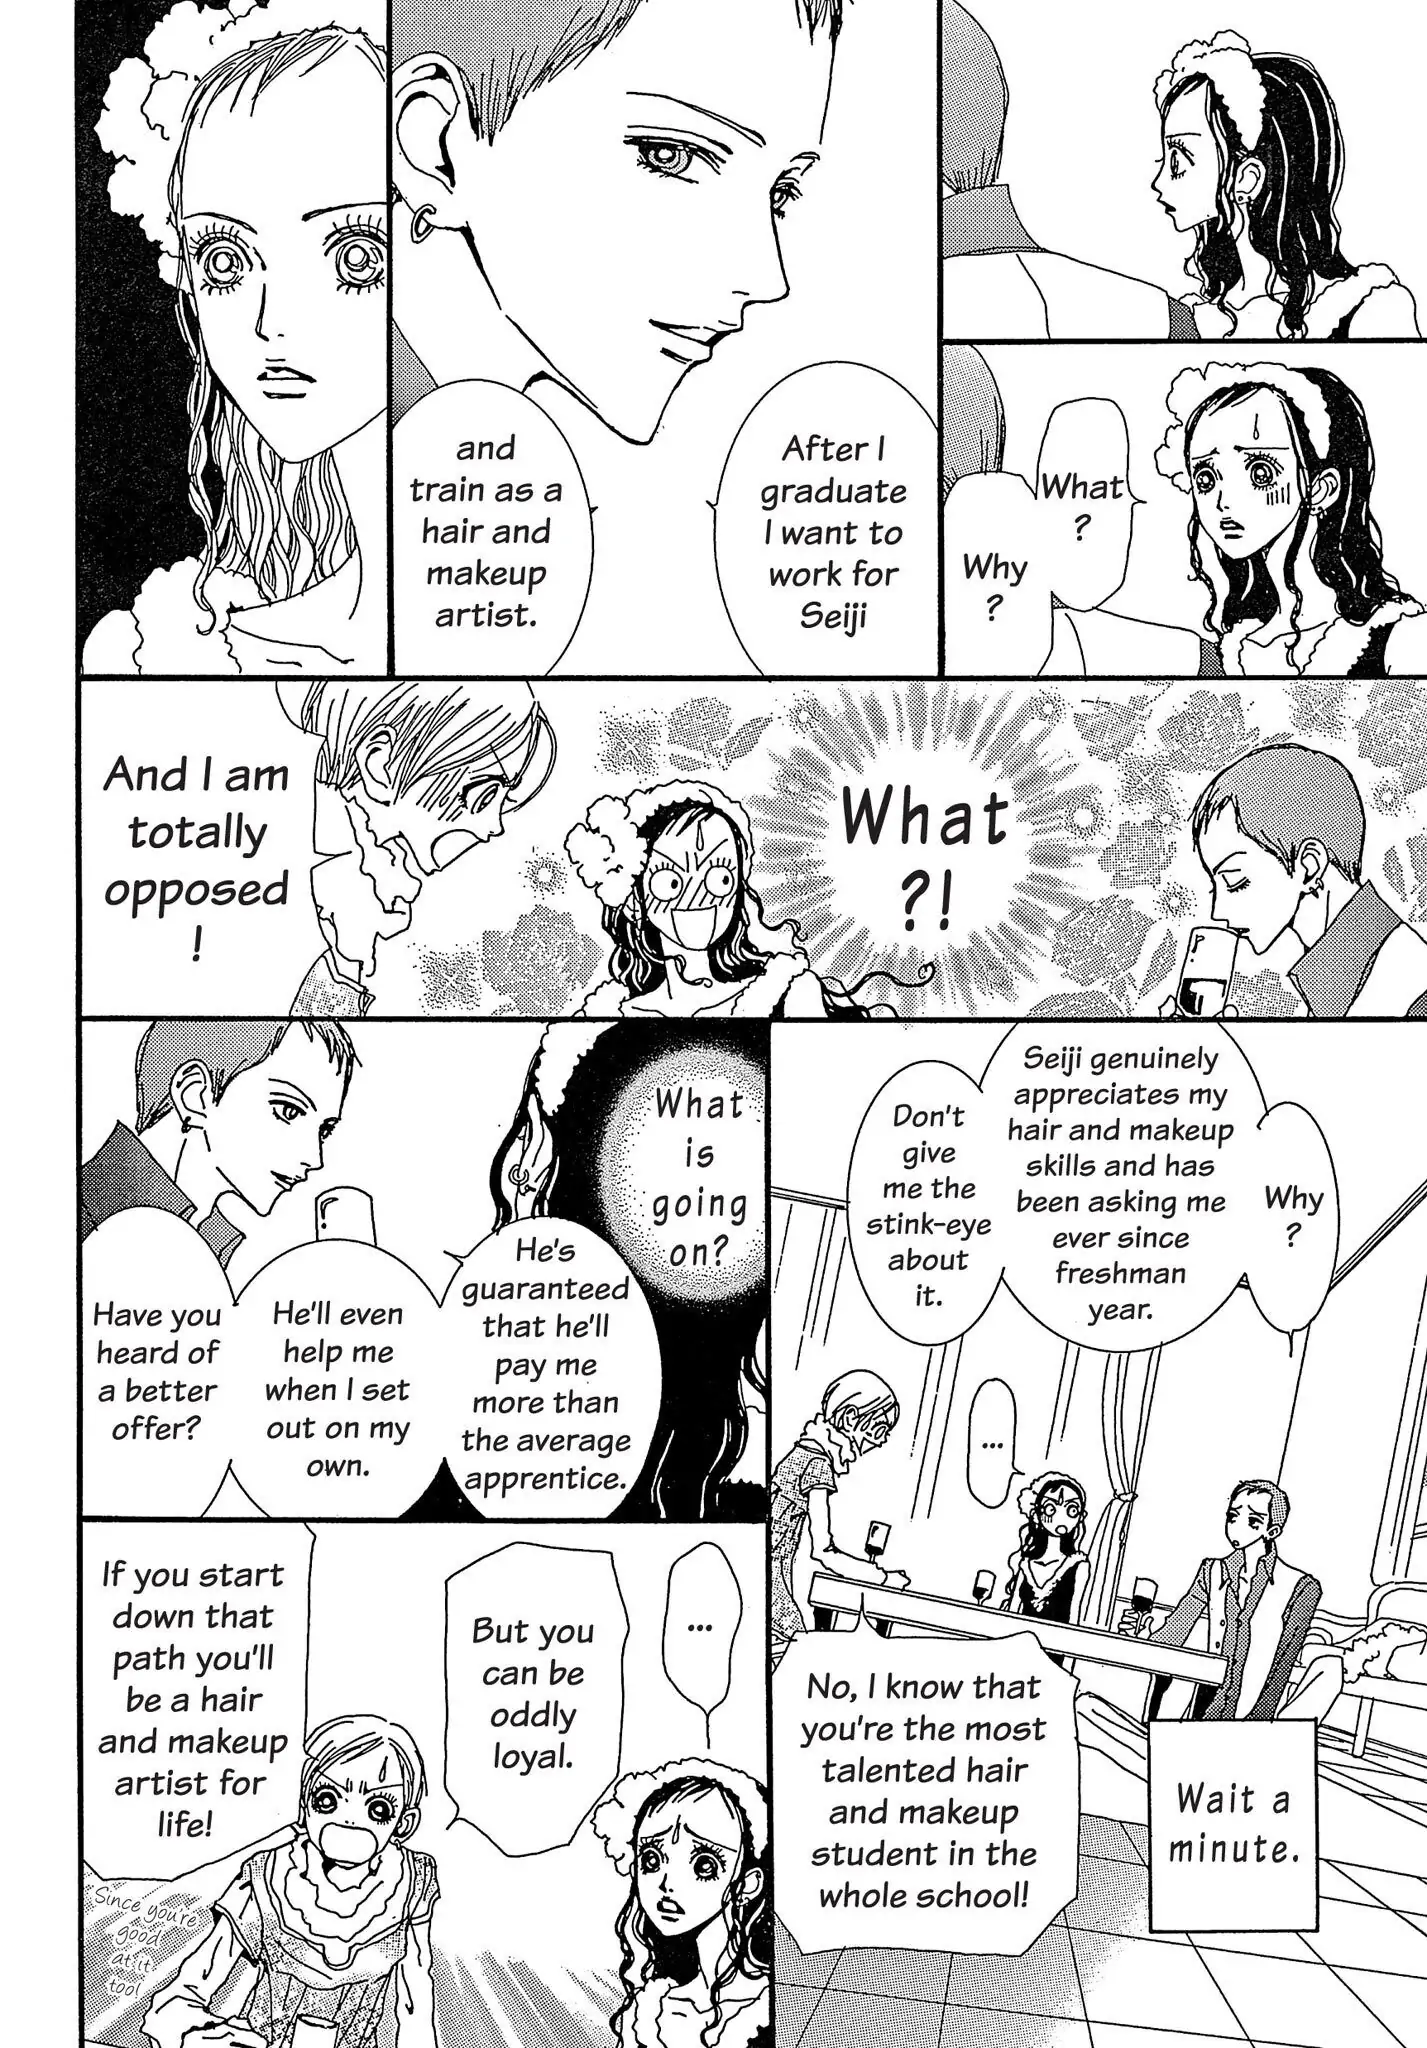 What
?
Why
?
After I
graduate
I want to
work for
Seiji
and
train as a
hair and
makeup
artist.
What
?!
And I am
totally
opposed
!
Why
?
Seiji genuinely
appreciates my
hair and makeup
skills and has
been asking me
ever since
freshman
year.
Don't
give
me the
stink-eye
about
it.
...
No, I know that
you're the most
talented hair
and makeup
student in the
whole school!
Wait a
minute.
What
is
going
on?
He's
guaranteed
that he'll
pay me
more than
the average
apprentice.
He'll even
help me
when I set
out on my
own.
Have you
heard of
a better
offer?
...
But you
can be
oddly
loyal.
If you start
down that
path you'll
be a hair
and makeup
artist for
life!
Since you're
good
at it
too!